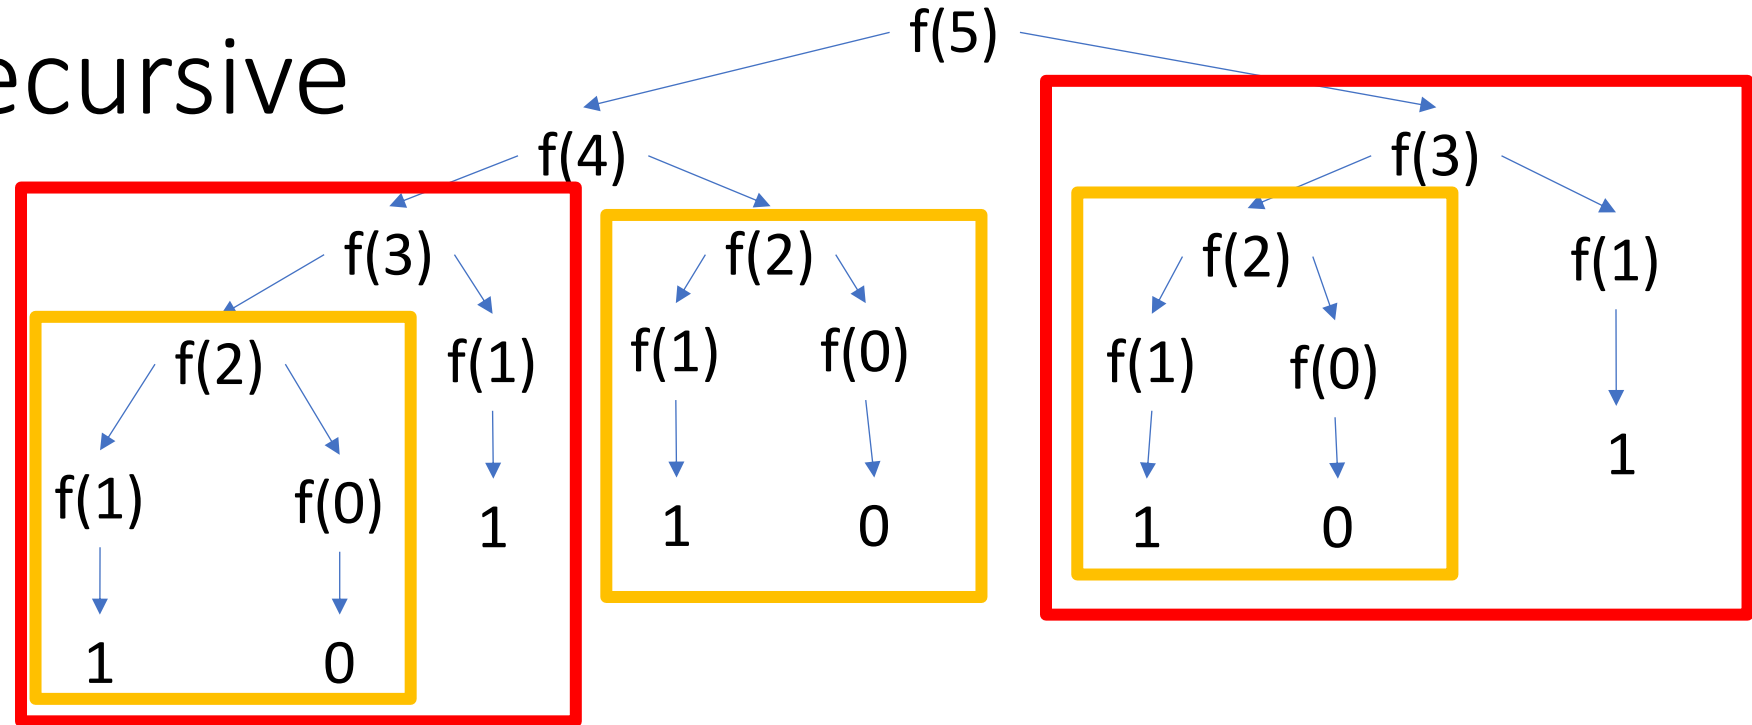 f(5)
ecursive
f(4) f(3)
f(3) f(2) f(2) f(1)
f(2) f(1) f(1) f(0) f(1) f(0)
1
f(1) f(0) 1 1 0 1 0
1 0